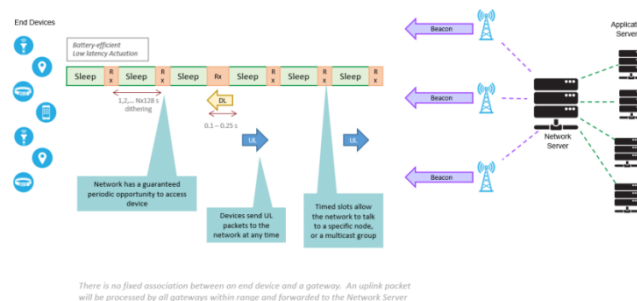 End Devices
Battery-efficient
Low latency Actuation
Sleep
R
x
Sleep
R
x
Sleep
Rx
Sleep
R
x
Sleep
R
x
Sleep
R
x
1,2,... Nx128 s
dithering
DL
0.1 – 0.25 s
UL
UL
Network has a guaranteed
periodic opportunity to access
device
Devices send UL
packets to the
network at any time
Timed slots allow
the network to talk
to a specific node,
or a multicast group
Beacon
Beacon
Beacon
Network
Server
Applicati
Server
There is no fixed association between an end device and a gateway. An uplink packet
will be processed by all gateways within range and forwarded to the Network Server